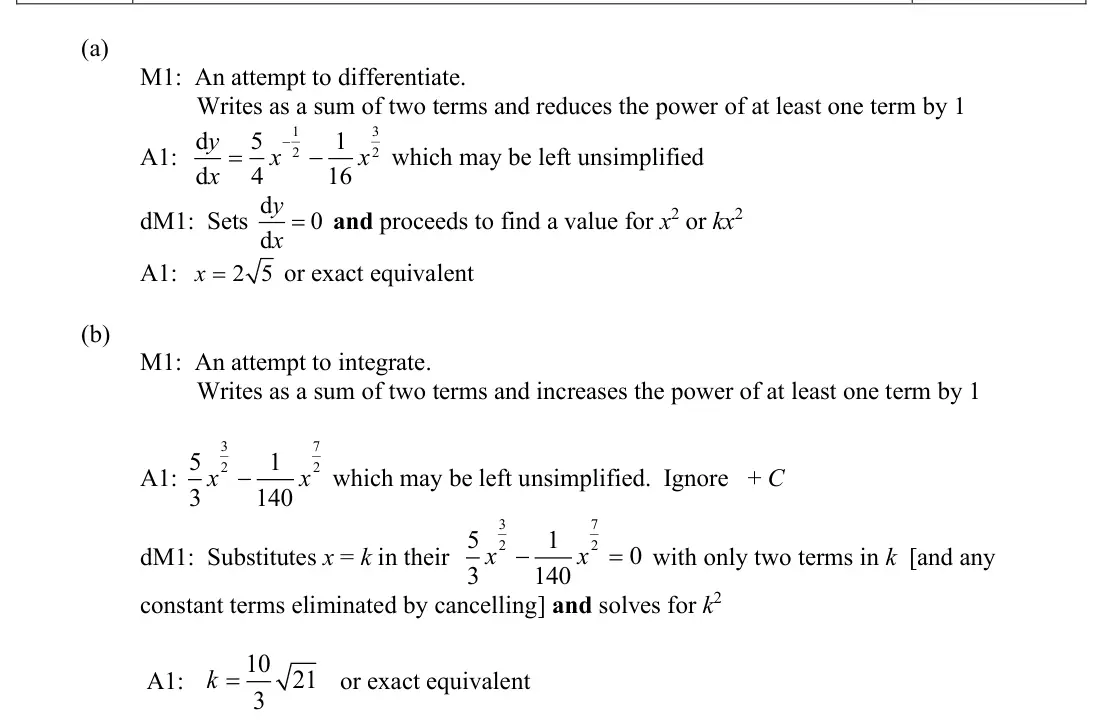 (a)
M1: An attempt to differentiate.
Writes as a sum of two terms and reduces the power of at least one term by 1
A1: dy/dx = 5/4 x^(-1/2) − 1/16 x^(3/2) which may be left unsimplified
dM1: Sets dy/dx = 0 and proceeds to find a value for x² or kx²
A1: x = 2√5 or exact equivalent
(b)
M1: An attempt to integrate.
Writes as a sum of two terms and increases the power of at least one term by 1
A1: 5/3 x^(3/2) − 1/140 x^(7/2) which may be left unsimplified. Ignore + C
dM1: Substitutes x = k in their 5/3 x^(3/2) − 1/140 x^(7/2) = 0 with only two terms in k [and any
constant terms eliminated by cancelling] and solves for k²
A1: k = 10/3 √21 or exact equivalent